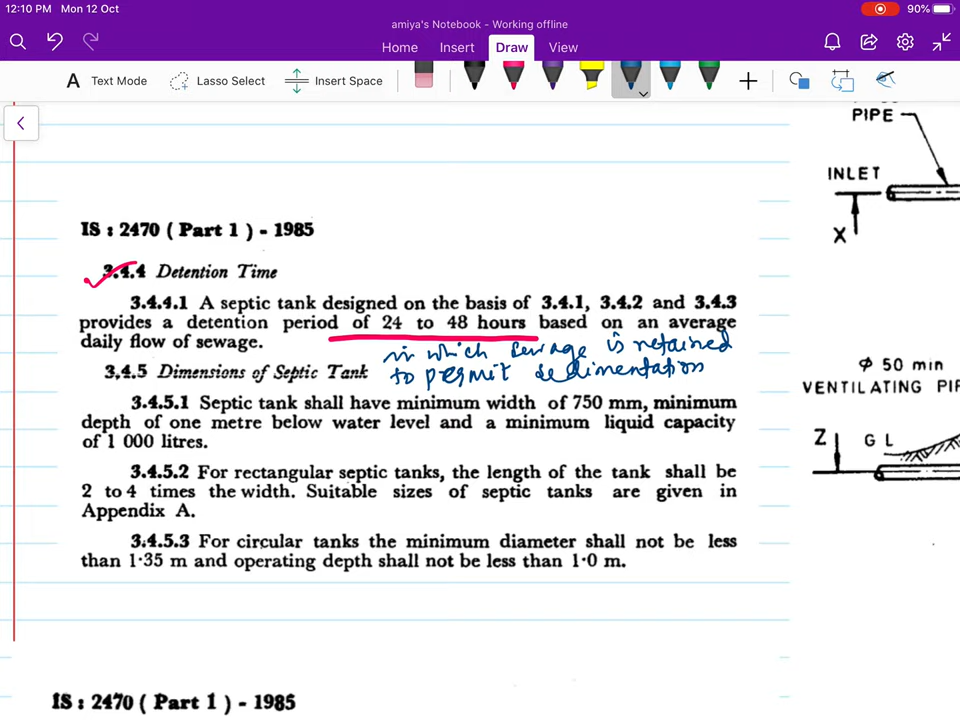 12:10 PM Mon 12 Oct
90%
amiya's Notebook - Working offline
Home Insert Draw View
A Text Mode Lasso Select Insert Space
IS : 2470 ( Part 1 ) - 1985
3.4.4 Detention Time
3.4.4.1 A septic tank designed on the basis of 3.4.1, 3.4.2 and 3.4.3
provides a detention period of 24 to 48 hours based on an average
daily flow of sewage.
in which sewage is retained
to permit sedimentation
3.4.5 Dimensions of Septic Tank
3.4.5.1 Septic tank shall have minimum width of 750 mm, minimum
depth of one metre below water level and a minimum liquid capacity
of 1 000 litres.
3.4.5.2 For rectangular septic tanks, the length of the tank shall be
2 to 4 times the width. Suitable sizes of septic tanks are given in
Appendix A.
3.4.5.3 For circular tanks the minimum diameter shall not be less
than 1·35 m and operating depth shall not be less than 1·0 m.
IS : 2470 ( Part 1 ) - 1985
PIPE
INLET
X
φ 50 min
VENTILATING PIP
Z GL